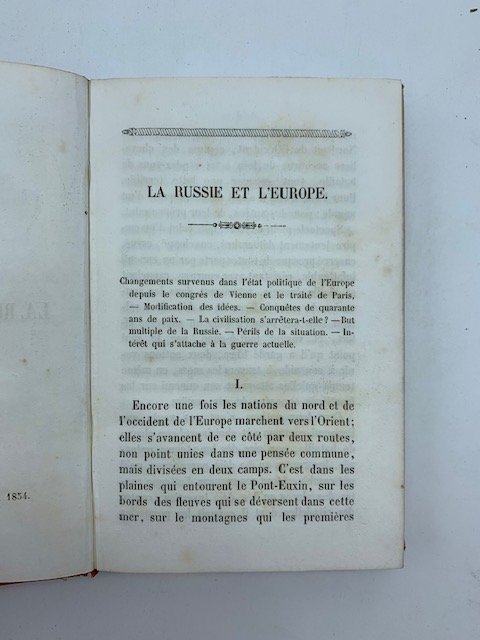 1854.
LA RUSSIE ET L'EUROPE.
Changements survenus dans l'état politique de l'Europe
depuis le congrés de Vienne et le traité de Paris,
— Modification des idées. — Conquêtes de quarante
ans de paix. — La civilisation s'arrêtera-t-elle ? — But
multiple de la Russie. — Périls de la situation. — In-
térêt qui s'attache à la guerre actuelle.
I.
Encore une fois les nations du nord et de
l'occident de l'Europe marchent vers l'Orient;
elles s'avancent de ce côté par deux routes,
non point unies dans une pensée commune,
mais divisées en deux camps. C'est dans les
plaines qui entourent le Pont-Euxin, sur les
bords des fleuves qui se déversent dans cette
mer, sur le montagnes qui les premières